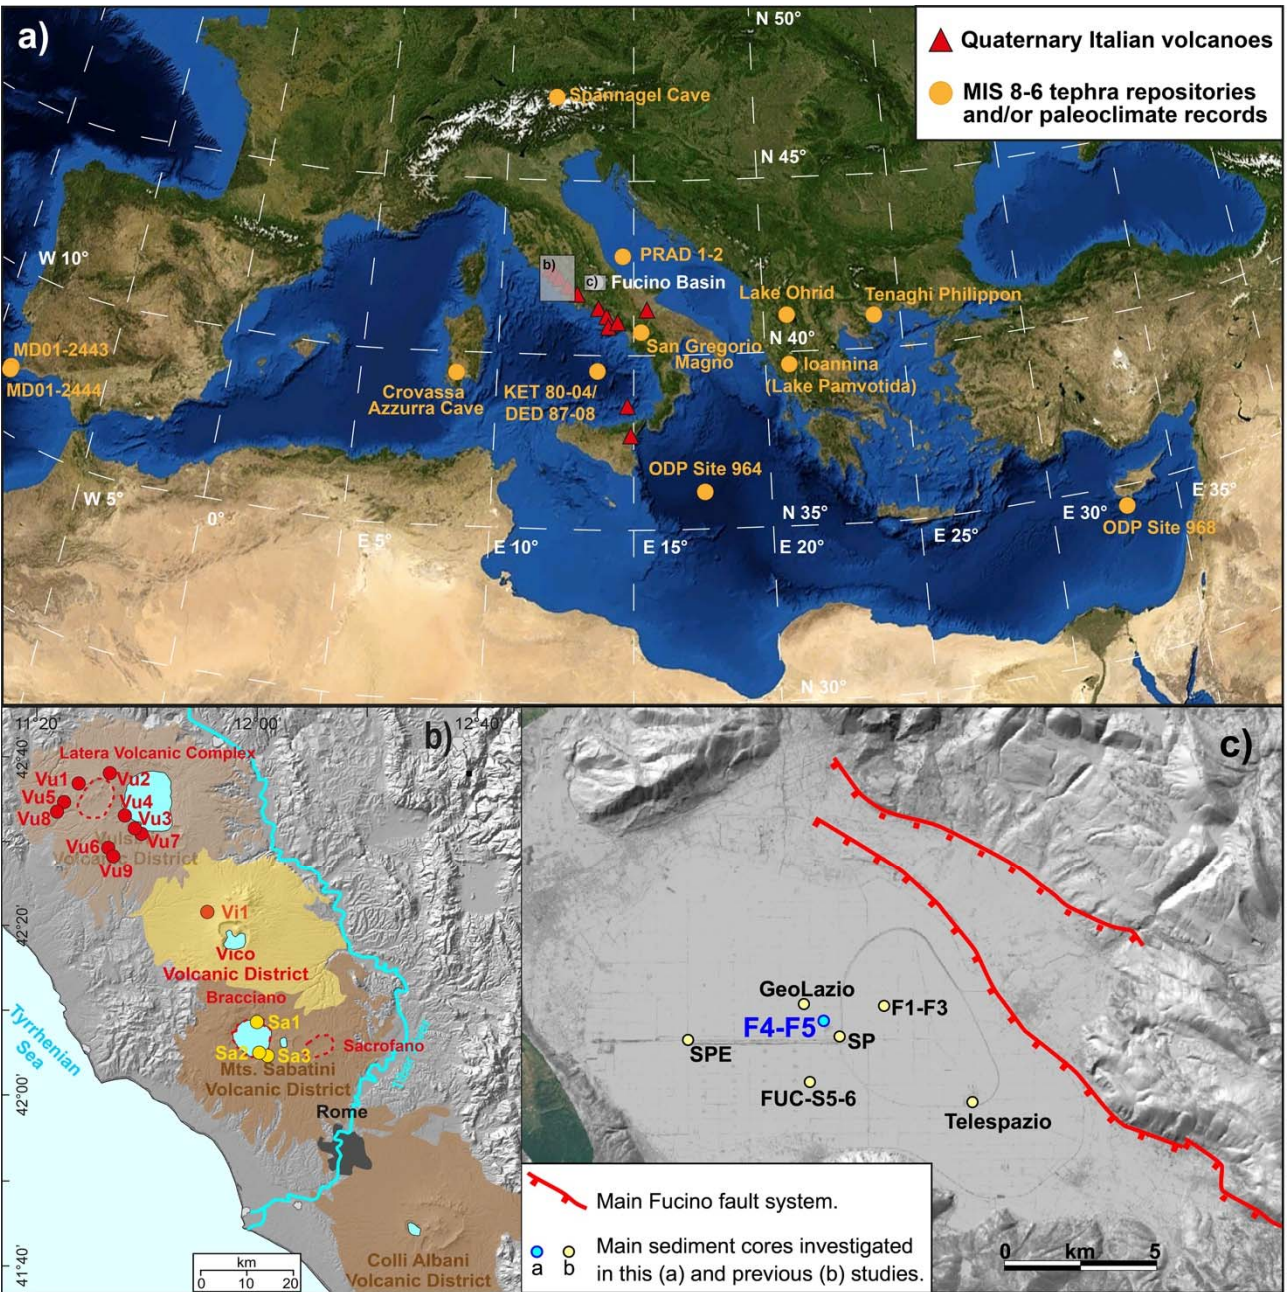 a)
N 50°
Quaternary Italian volcanoes
MIS 8-6 tephra repositories
and/or paleoclimate records
Spannagel Cave
N 45°
W 10°
b)
PRAD 1-2
c)
Fucino Basin
Lake Ohrid
Tenaghi Philippon
N 40°
MD01-2443
MD01-2444
San Gregorio
Magno
Ioannina
(Lake Pamvotida)
Crovassa
Azzurra Cave
KET 80-04/
DED 87-08
ODP Site 964
W 5°
0°
E 5°
E 10°
E 15°
N 35°
E 20°
E 25°
E 30°
E 35°
ODP Site 968
N 30°
11°20
12°00
12°40
b)
42°40
Latera Volcanic Complex
Vu1
Vu2
Vu5
Vu4
Vu8
Vu3
Vu7
Vu6
Vu9
Volcanic District
42°20
Vi1
Vico
Volcanic District
Bracciano
Sa1
Sa2
Sa3
Sacrofano
Mts. Sabatini
Volcanic District
Tyrrhenian
Sea
42°00
Rome
41°40
km
0 10 20
Colli Albani
Volcanic District
c)
GeoLazio
F1-F3
F4-F5
SP
SPE
FUC-S5-6
Telespazio
Main Fucino fault system.
a b
Main sediment cores investigated
in this (a) and previous (b) studies.
0 km 5